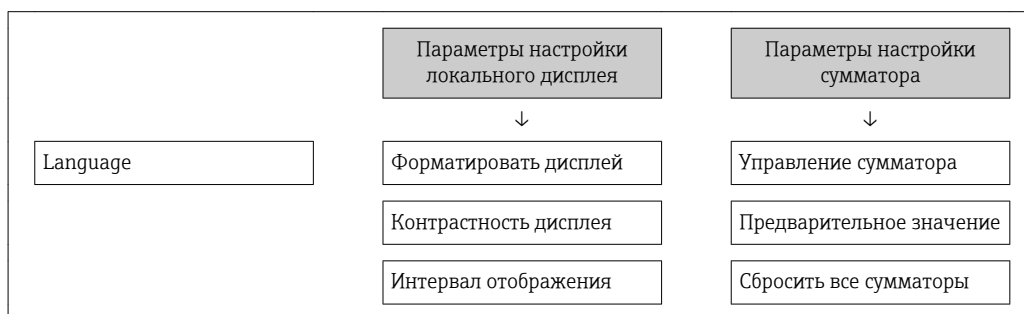 Параметры настройки
локального дисплея
Параметры настройки
сумматора
↓
↓
Language
Форматировать дисплей
Управление сумматора
Контрастность дисплея
Предварительное значение
Интервал отображения
Сбросить все сумматоры